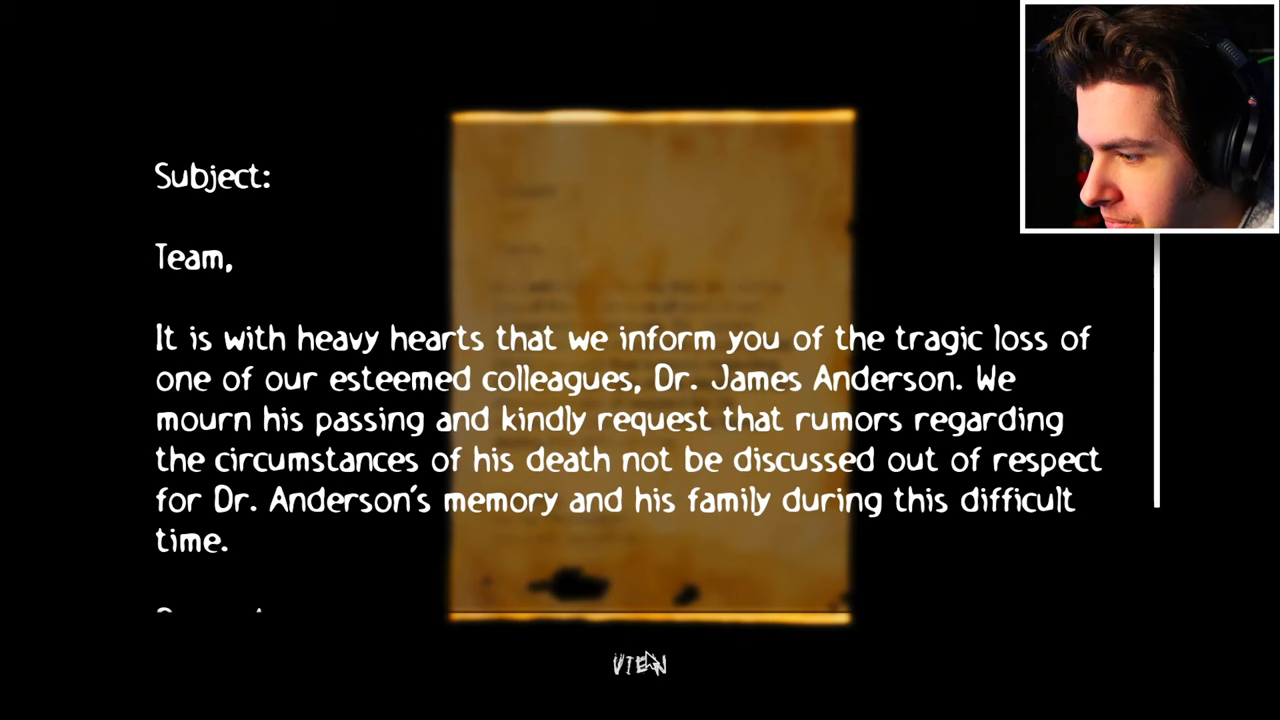 Subject:
Team,
It is with heavy hearts that we inform you of the tragic loss of
one of our esteemed colleagues, Dr. James Anderson. We
mourn his passing and kindly request that rumors regarding
the circumstances of his death not be discussed out of respect
for Dr. Anderson's memory and his family during this difficult
time.
VIEW